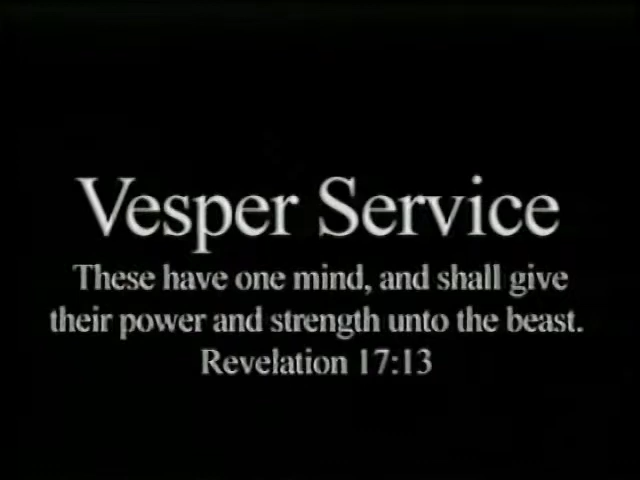 Vesper Service
These have one mind, and shall give
their power and strength unto the beast.
Revelation 17:13